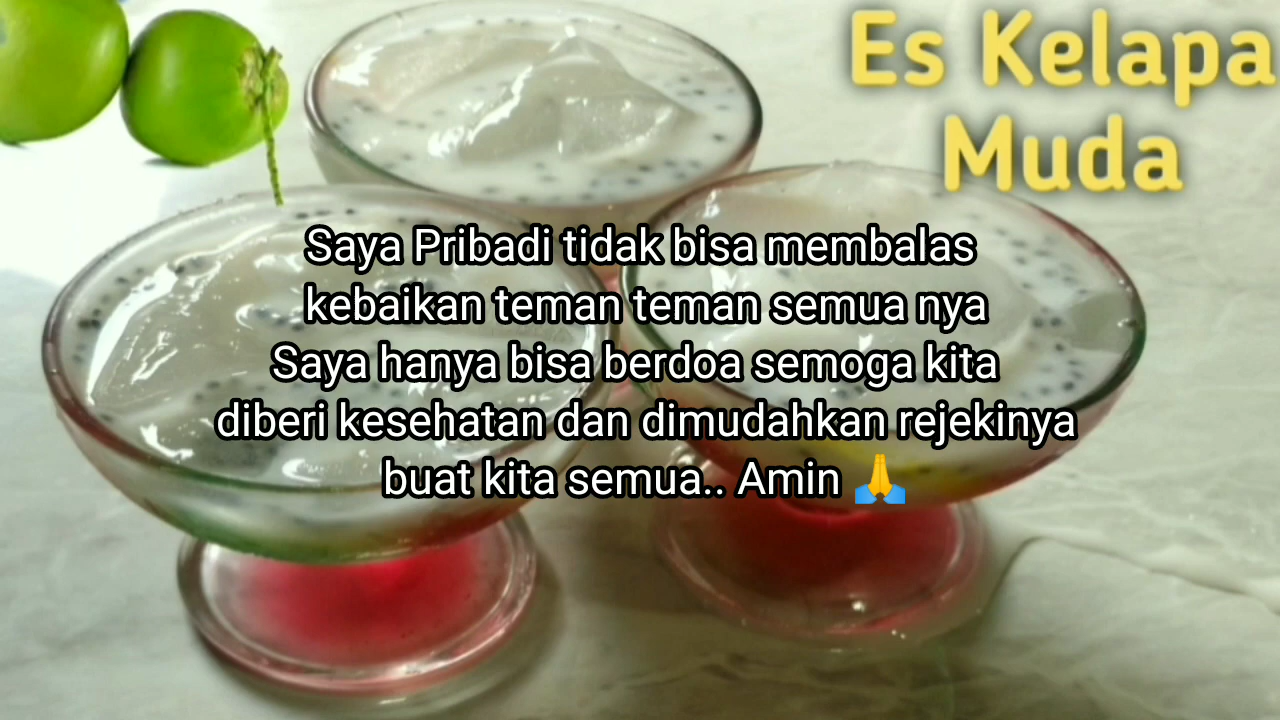 Es Kelapa
Muda
Saya Pribadi tidak bisa membalas
kebaikan teman teman semua nya
Saya hanya bisa berdoa semoga kita
diberi kesehatan dan dimudahkan rejekinya
buat kita semua.. Amin 🙏